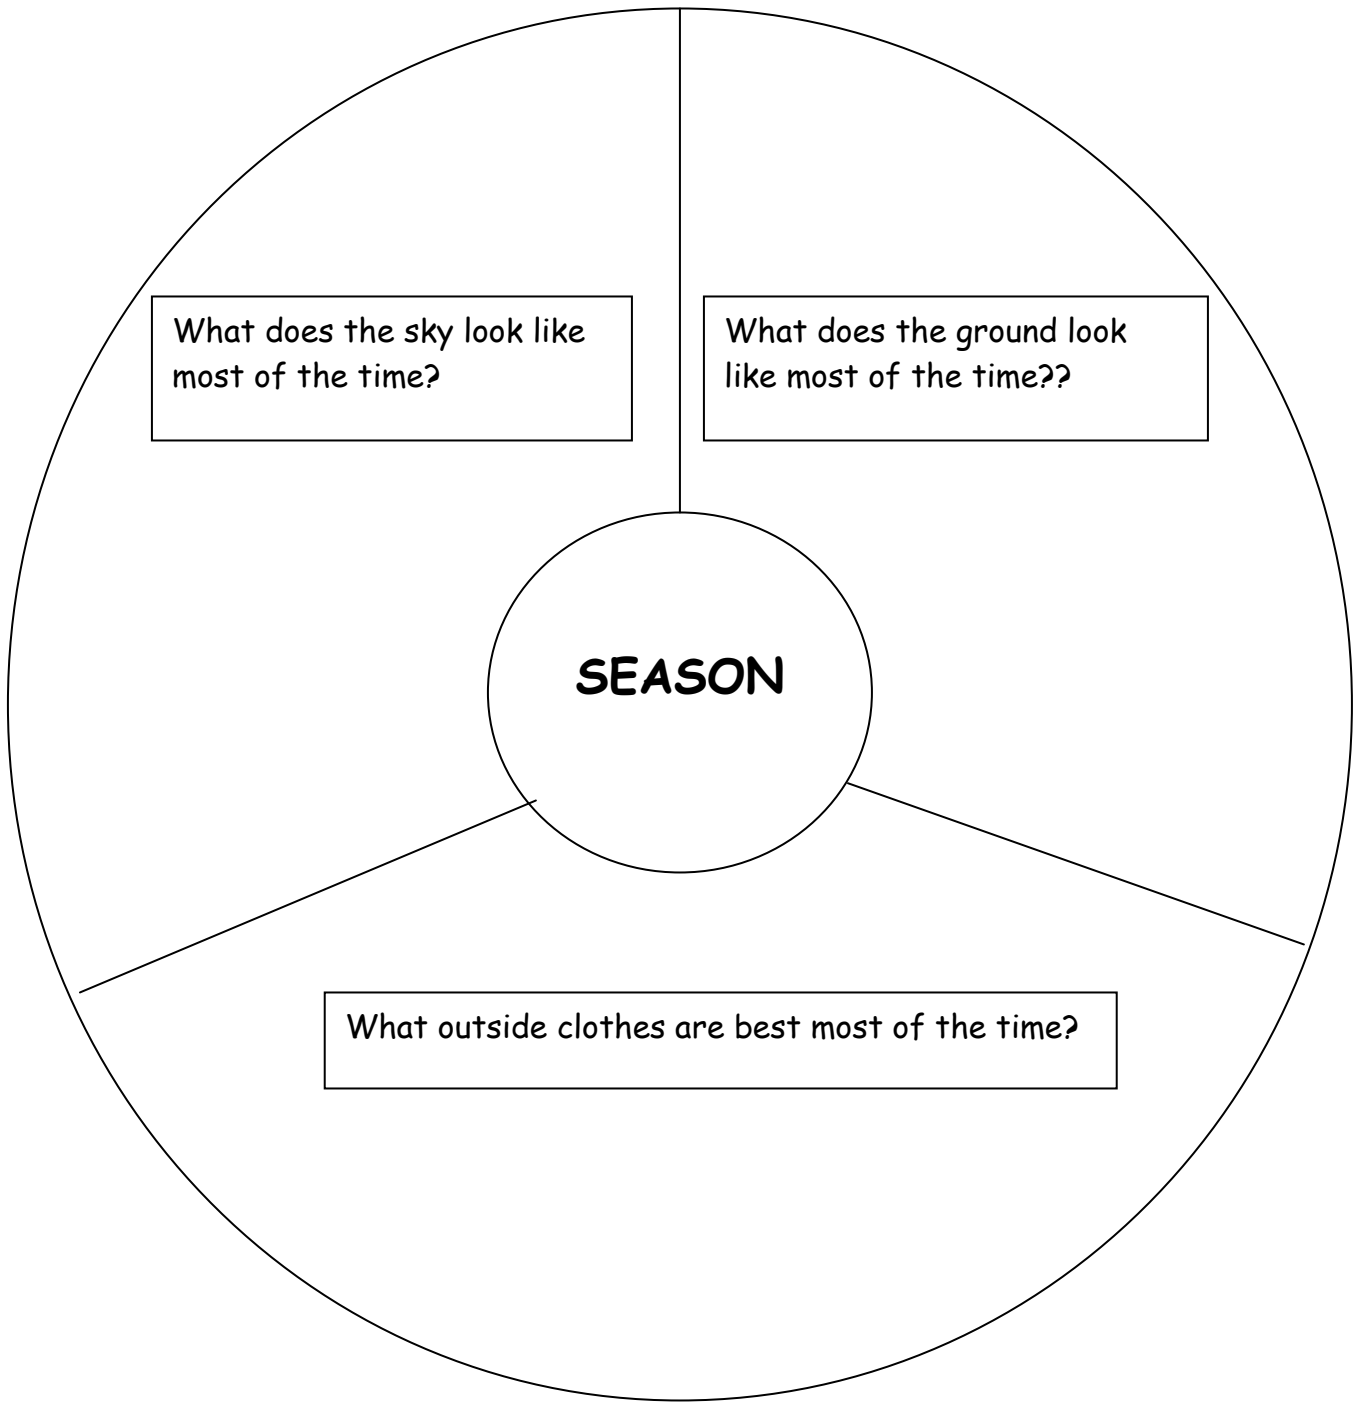 What does the sky look like
most of the time?
What does the ground look
like most of the time??
SEASON
What outside clothes are best most of the time?